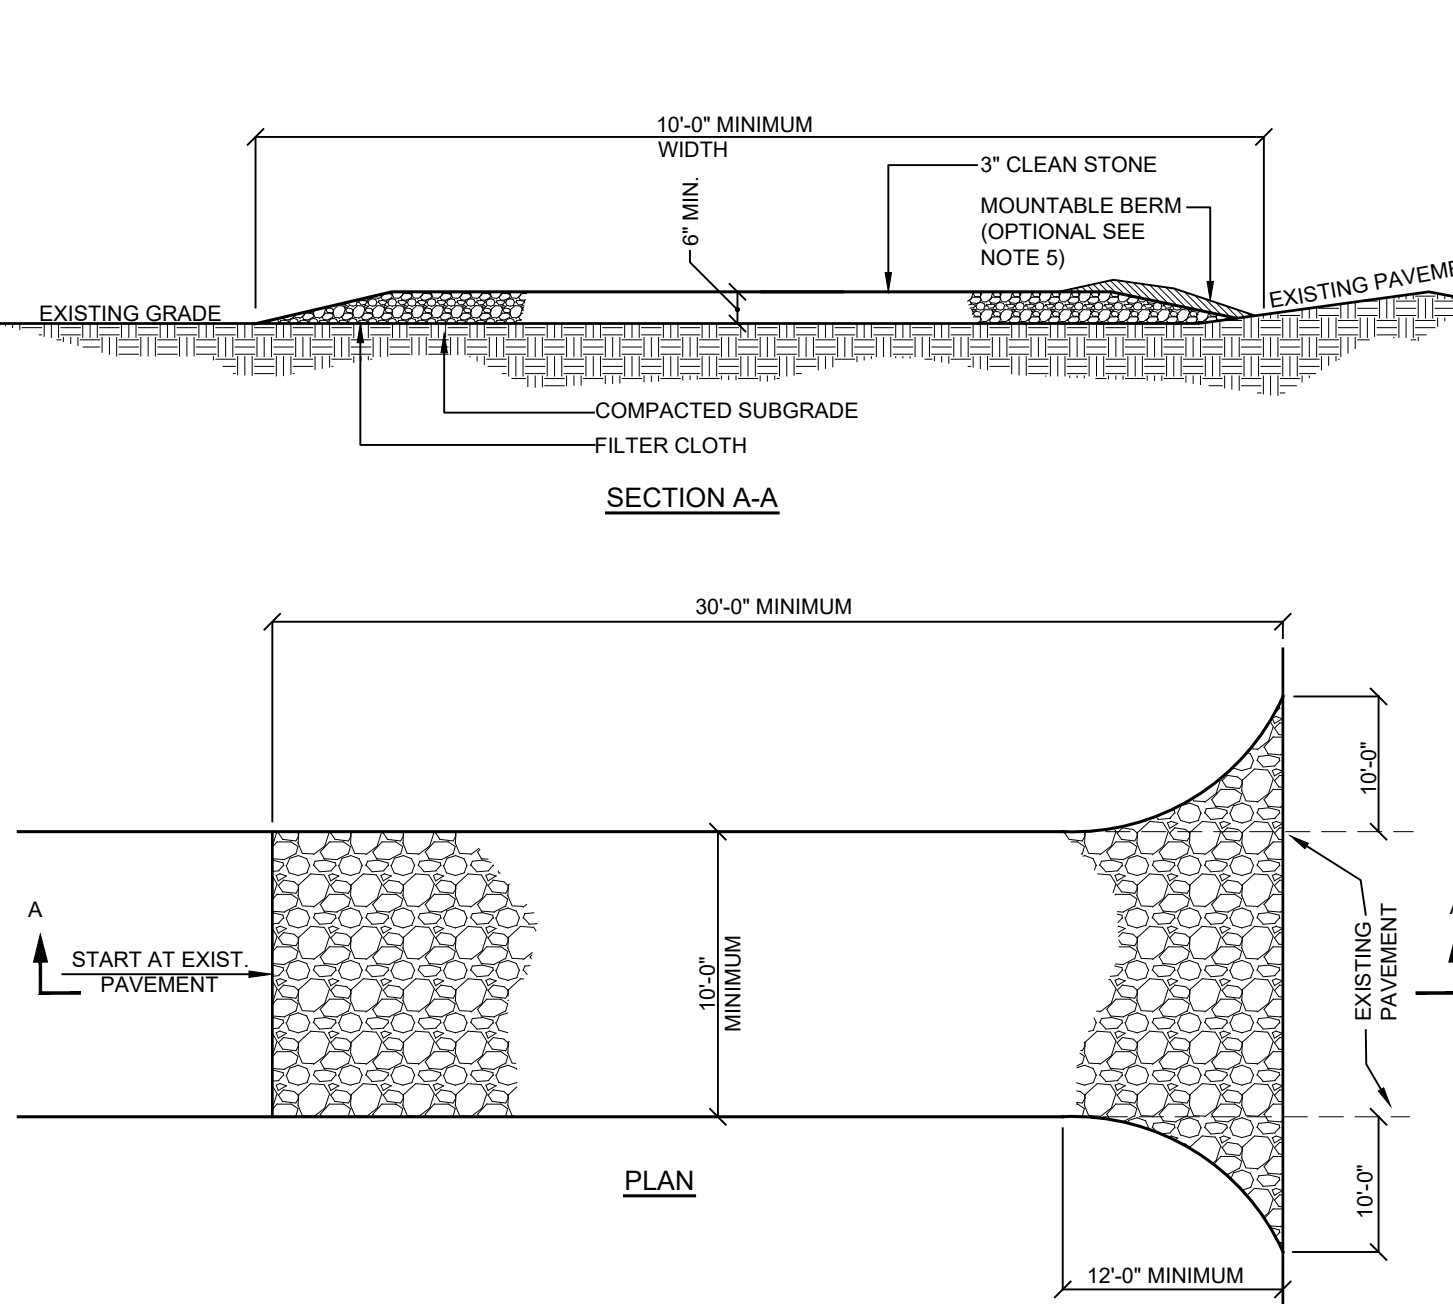 10'-0" MINIMUM
WIDTH
6" MIN.
3" CLEAN STONE
MOUNTABLE BERM
(OPTIONAL SEE
NOTE 5)
EXISTING PAVEME
EXISTING GRADE
COMPACTED SUBGRADE
FILTER CLOTH
SECTION A-A
30'-0" MINIMUM
10'-0"
A
START AT EXIST.
PAVEMENT
10'-0"
MINIMUM
EXISTING
PAVEMENT
10'-0"
PLAN
12'-0" MINIMUM